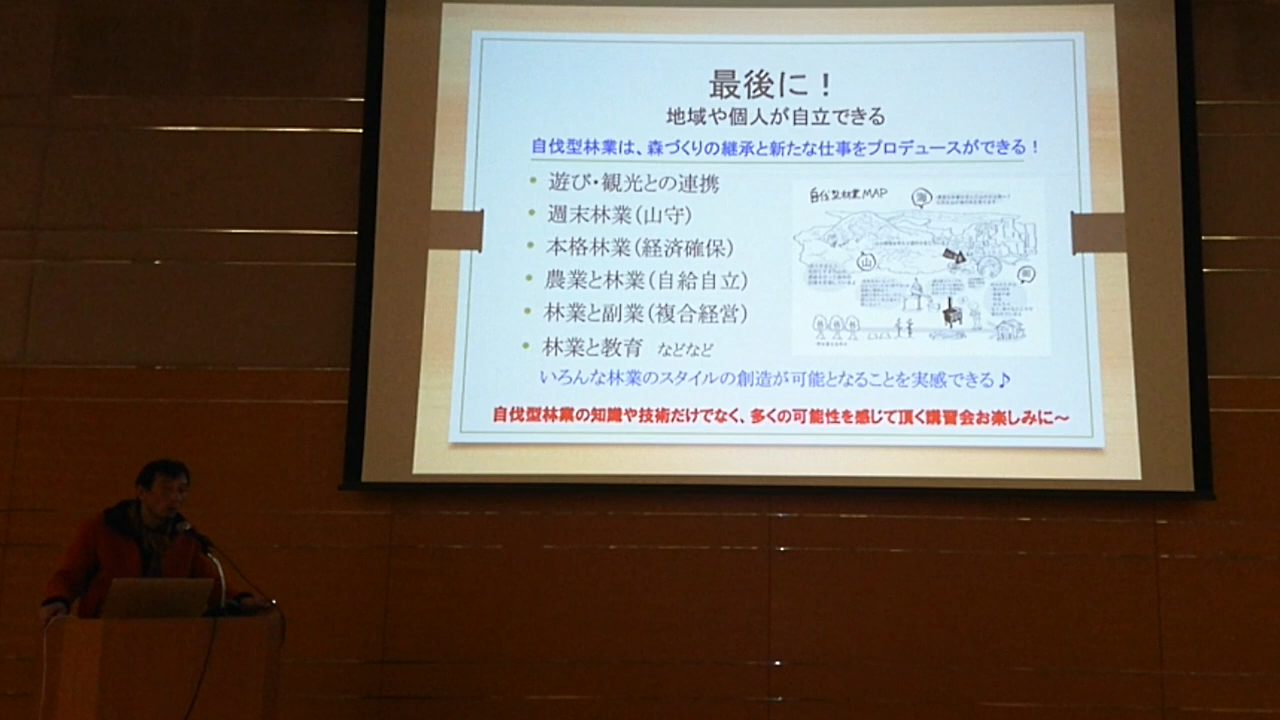 最後に！
地域や個人が自立できる
自伐型林業は、森づくりの継承と新たな仕事をプロデュースができる！
• 遊び・観光との連携
• 週末林業（山守）
• 本格林業（経済確保）
• 農業と林業（自給自立）
• 林業と副業（複合経営）
• 林業と教育 などなど
自伐型林業MAP
海
山
街
いろんな林業のスタイルの創造が可能となることを実感できる♪
自伐型林業の知識や技術だけでなく、多くの可能性を感じて頂く講習会お楽しみに～